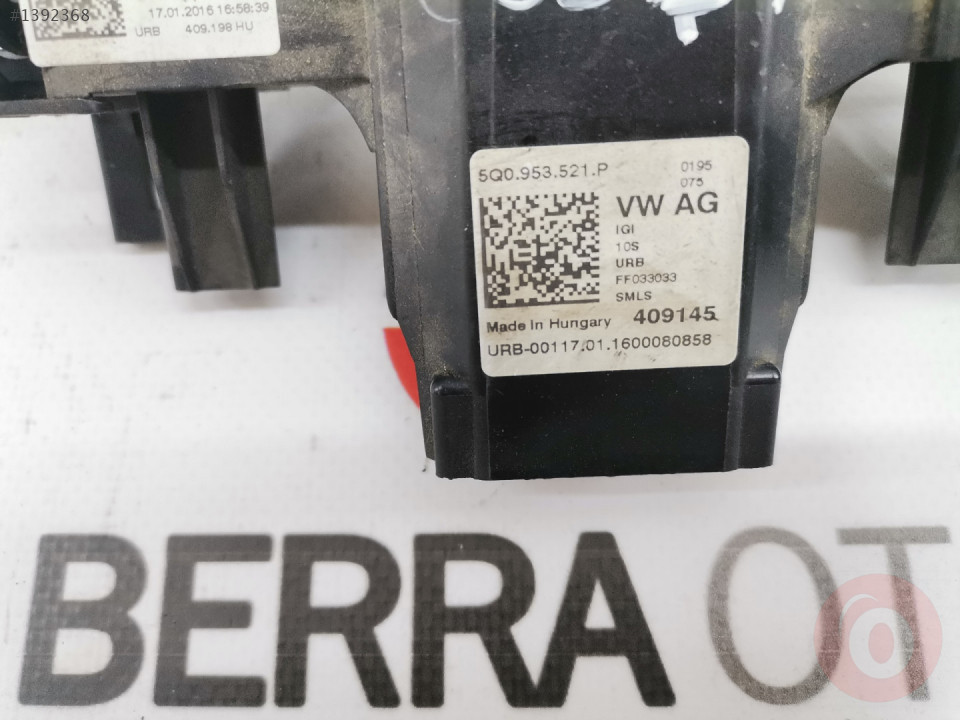 #1392368
17.01.2016 16:58:39
URB 409.198 HU
5Q0.953.521.P 0195
075
VW AG
IGI
10S
URB
FF033033
SMLS
Made In Hungary 409145
URB-00117.01.1600080858
BERRA OT